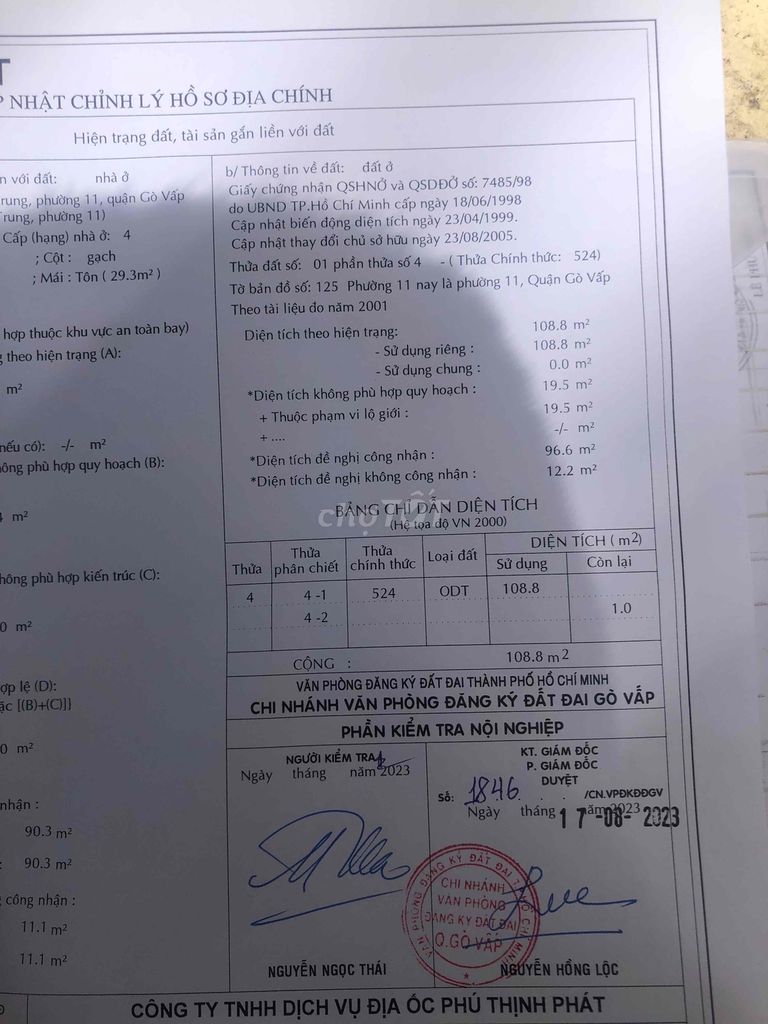 T
NHẬT CHỈNH LÝ HỒ SƠ ĐỊA CHÍNH
Hiện trạng đất, tài sản gắn liền với đất
với đất: nhà ở
rung, phường 11, quận Gò Vấp
Trung, phường 11)
Cấp (hạng) nhà ở: 4
; Cột : gạch
; Mái : Tôn ( 29.3m² )
hợp thuộc khu vực an toàn bay)
theo hiện trạng (A):
m²
nếu có): -/- m²
phù hợp quy hoạch (B):
m²
phù hợp kiến trúc (C):
0 m²
lệ (D):
[(B)+(C)]}
0 m²
nhận :
90.3 m²
90.3 m²
công nhận :
11.1 m²
11.1 m²
b/ Thông tin về đất: đất ở
Giấy chứng nhận QSHNỞ và QSDĐỞ số: 7485/98
do UBND TP.Hồ Chí Minh cấp ngày 18/06/1998
Cập nhật biến động diện tích ngày 23/04/1999.
Cập nhật thay đổi chủ sở hữu ngày 23/08/2005.
Thửa đất số: 01 phần thửa số 4 - ( Thửa Chính thức: 524)
Tờ bản đồ số: 125 Phường 11 nay là phường 11, Quận Gò Vấp
Theo tài liệu đo năm 2001
Diện tích theo hiện trạng: 108.8 m²
- Sử dụng riêng : 108.8 m²
- Sử dụng chung : 0.0 m²
*Diện tích không phù hợp quy hoạch : 19.5 m²
+ Thuộc phạm vi lộ giới : 19.5 m²
+ .... -/- m²
*Diện tích đề nghị công nhận : 96.6 m²
*Diện tích đề nghị không công nhận : 12.2 m²
BẢNG CHỈ DẪN DIỆN TÍCH
chợTỐT
(Hệ tọa độ VN 2000)
Thửa Thửa phân chiết Thửa chính thức Loại đất DIỆN TÍCH ( m²)
Sử dụng Còn lại
4 4 -1 524 ODT 108.8
4 -2 1.0
CỘNG : 108.8 m²
VĂN PHÒNG ĐĂNG KÝ ĐẤT ĐAI THÀNH PHỐ HỒ CHÍ MINH
CHI NHÁNH VĂN PHÒNG ĐĂNG KÝ ĐẤT ĐAI GÒ VẤP
PHẦN KIỂM TRA NỘI NGHIỆP
NGƯỜI KIỂM TRA
Ngày tháng năm 2023
KT. GIÁM ĐỐC
P. GIÁM ĐỐC
DUYỆT
Số: 1846 /CN.VPĐKĐĐGV
Ngày tháng năm 2023
17 -08- 2023
VĂN PHÒNG ĐĂNG KÝ ĐẤT ĐAI T.P HỒ CHÍ MINH
CHI NHÁNH
VĂN PHÒNG
ĐĂNG KÝ ĐẤT ĐAI
Q.GÒ VẤP
NGUYỄN NGỌC THÁI
NGUYỄN HỒNG LỘC
CÔNG TY TNHH DỊCH VỤ ĐỊA ỐC PHÚ THỊNH PHÁT